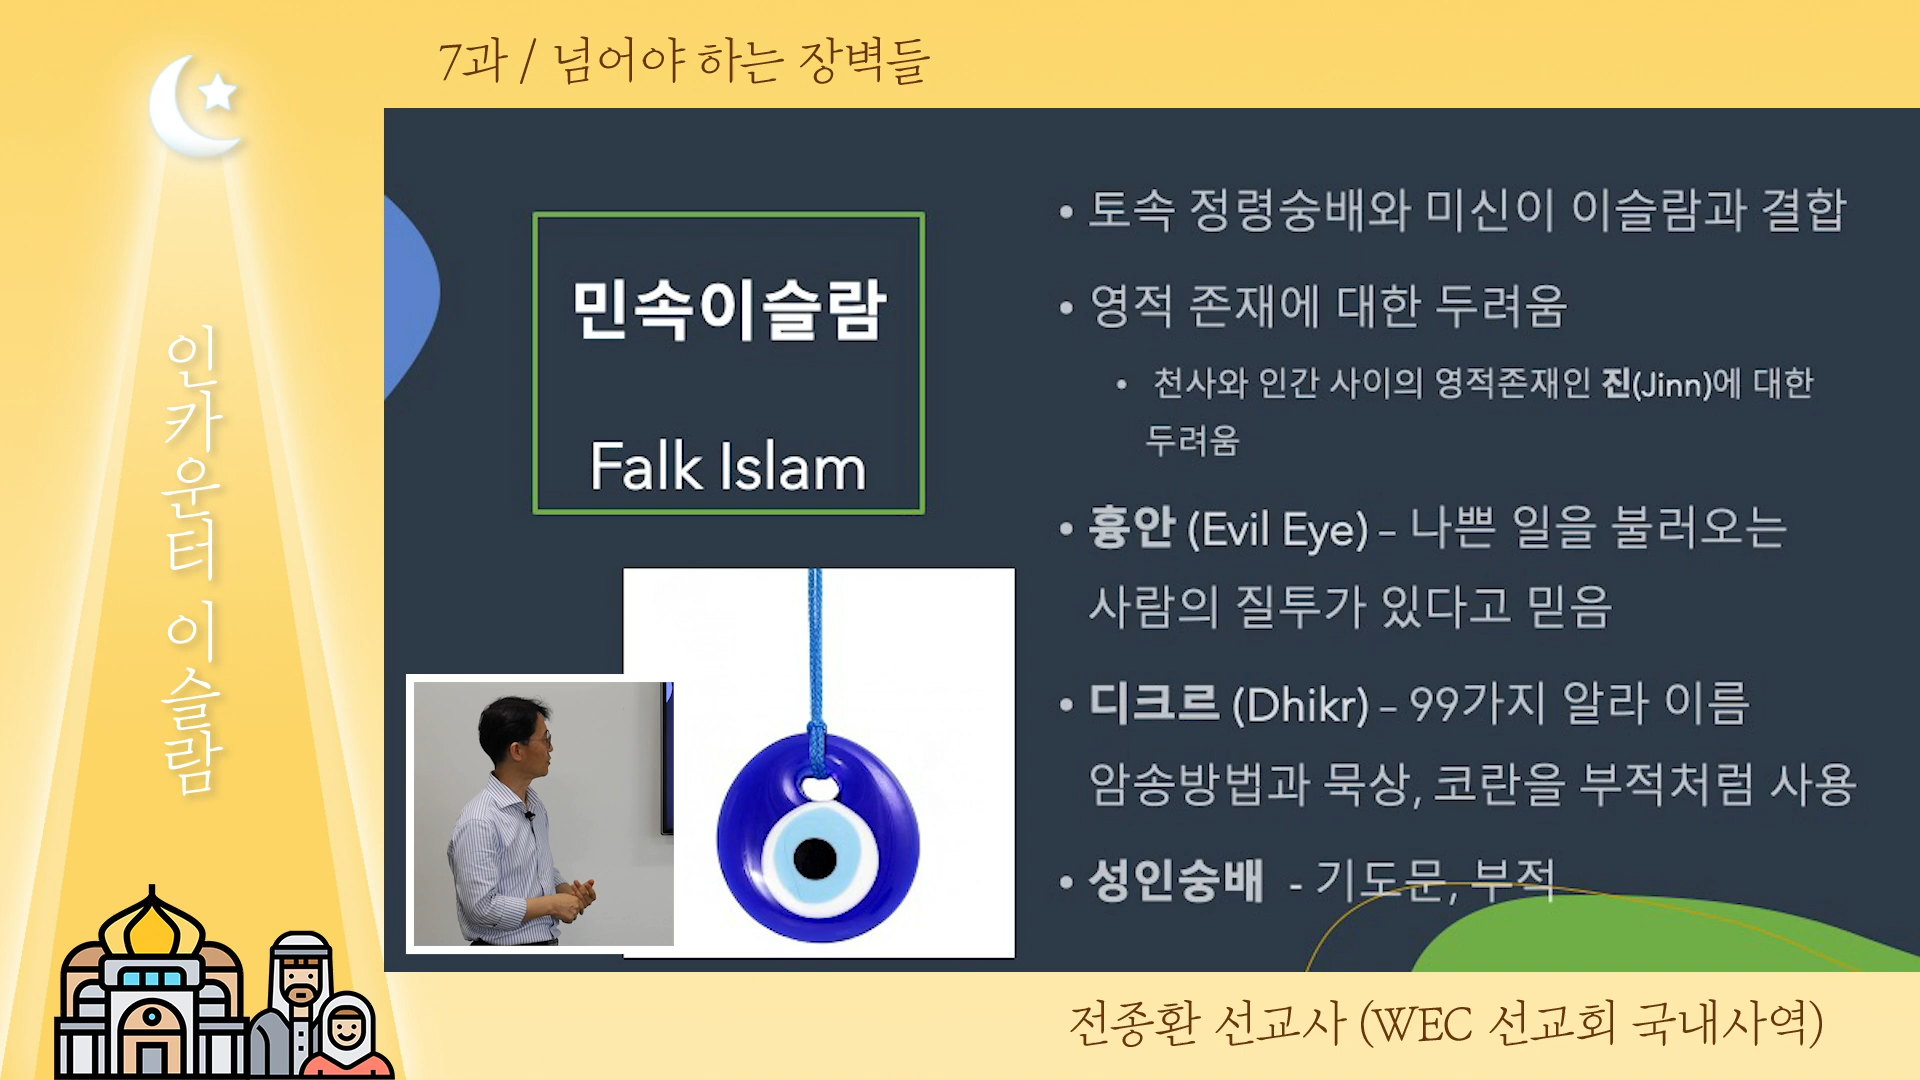 7과 / 넘어야 하는 장벽들
인카운터 이슬람
민속이슬람
Falk Islam
• 토속 정령숭배와 미신이 이슬람과 결합
• 영적 존재에 대한 두려움
• 천사와 인간 사이의 영적존재인 진(Jinn)에 대한
두려움
• 흉안 (Evil Eye) – 나쁜 일을 불러오는
사람의 질투가 있다고 믿음
• 디크르 (Dhikr) – 99가지 알라 이름
암송방법과 묵상, 코란을 부적처럼 사용
• 성인숭배 - 기도문, 부적
전종환 선교사 (WEC 선교회 국내사역)